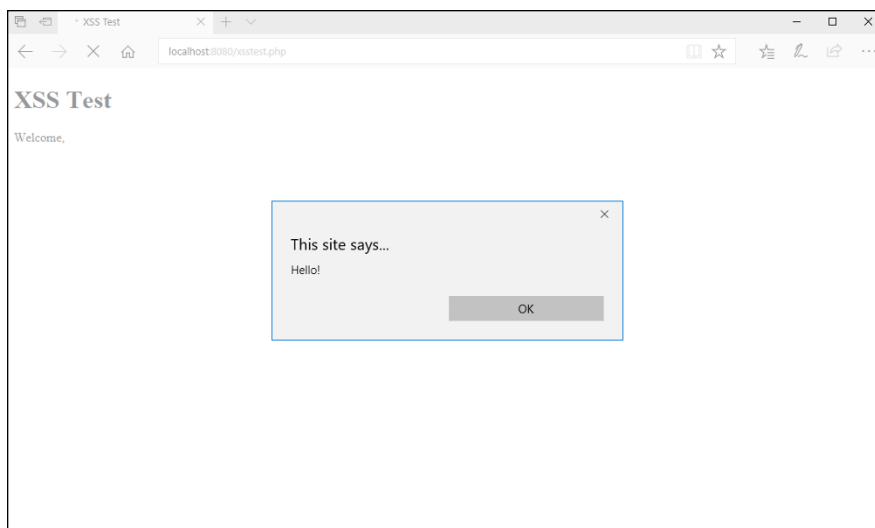 XSS Test
localhost:8080/xsstest.php
XSS Test
Welcome,
This site says...
Hello!
OK